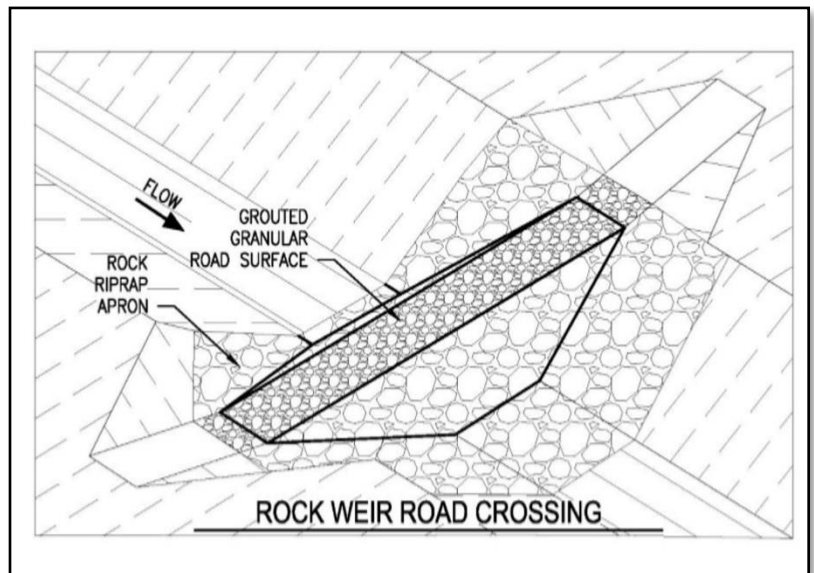 FLOW
GROUTED
GRANULAR
ROAD SURFACE
ROCK
RIPRAP
APRON
ROCK WEIR ROAD CROSSING